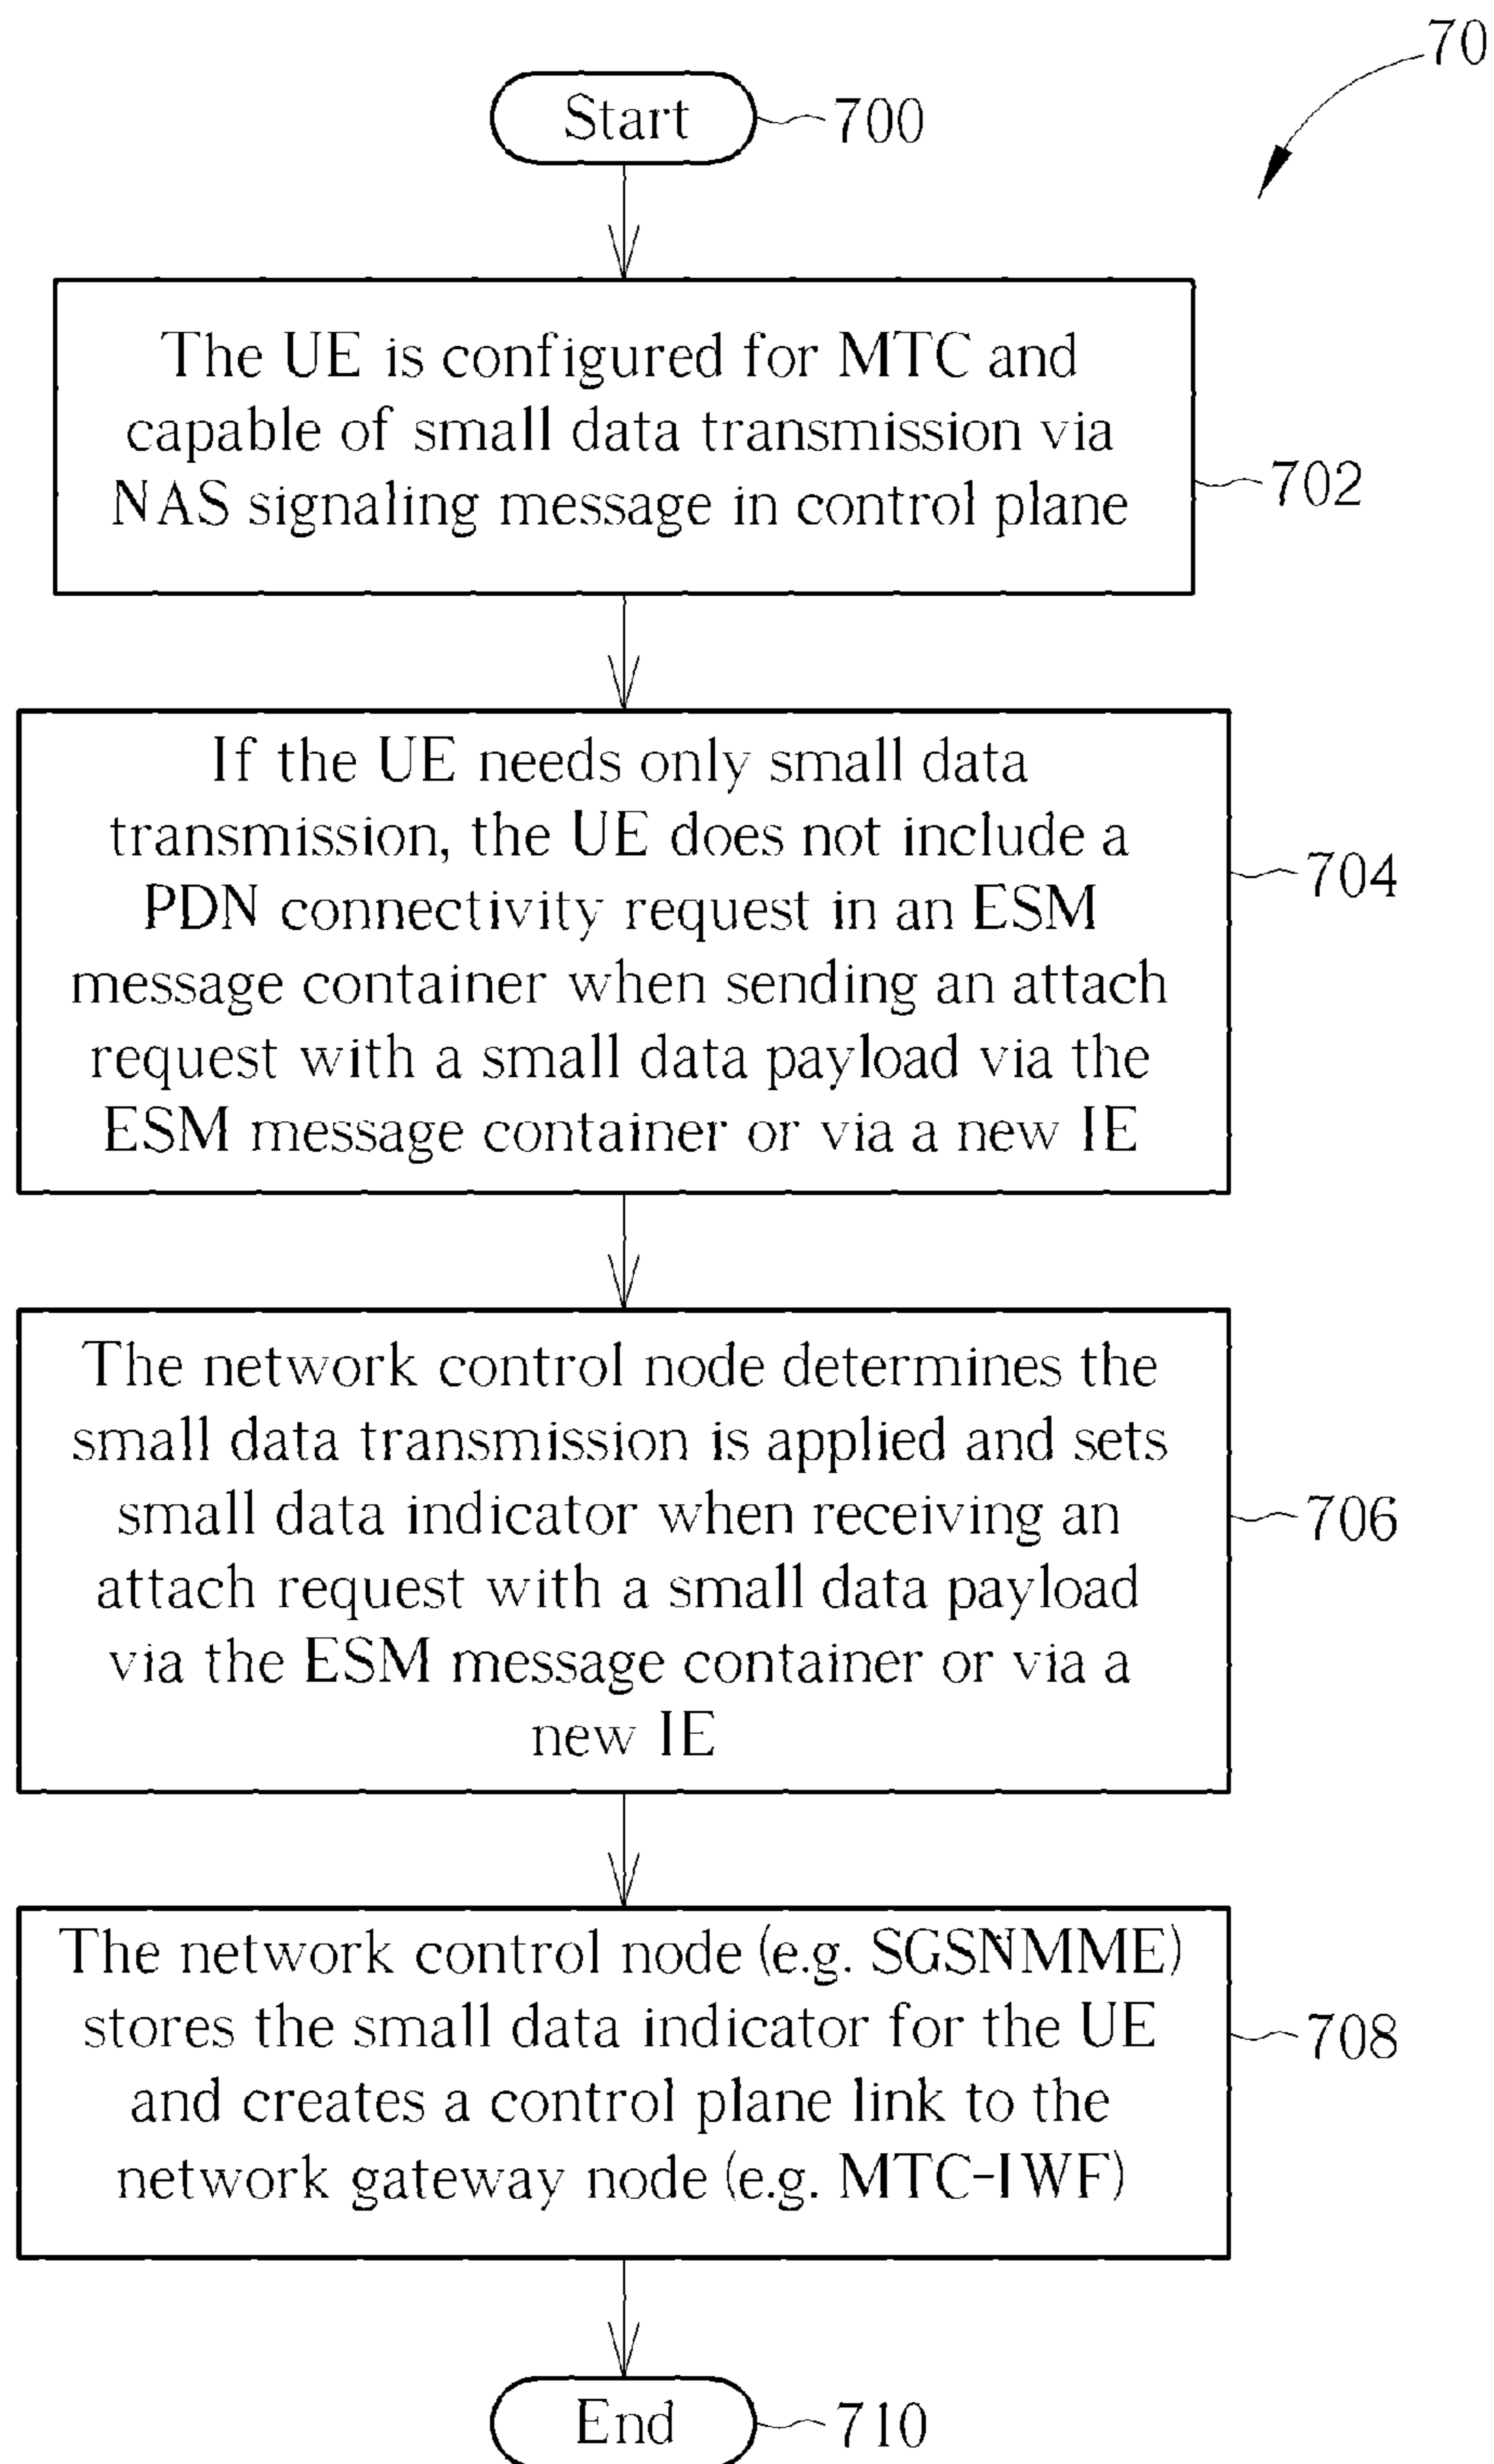 70
Start
700
The UE is configured for MTC and
capable of small data transmission via
NAS signaling message in control plane
702
If the UE needs only small data
transmission, the UE does not include a
PDN connectivity request in an ESM
message container when sending an attach
request with a small data payload via the
ESM message container or via a new IE
704
The network control node determines the
small data transmission is applied and sets
small data indicator when receiving an
attach request with a small data payload
via the ESM message container or via a
new IE
706
The network control node (e.g. SGSNMME)
stores the small data indicator for the UE
and creates a control plane link to the
network gateway node (e.g. MTC-IWF)
708
End
710